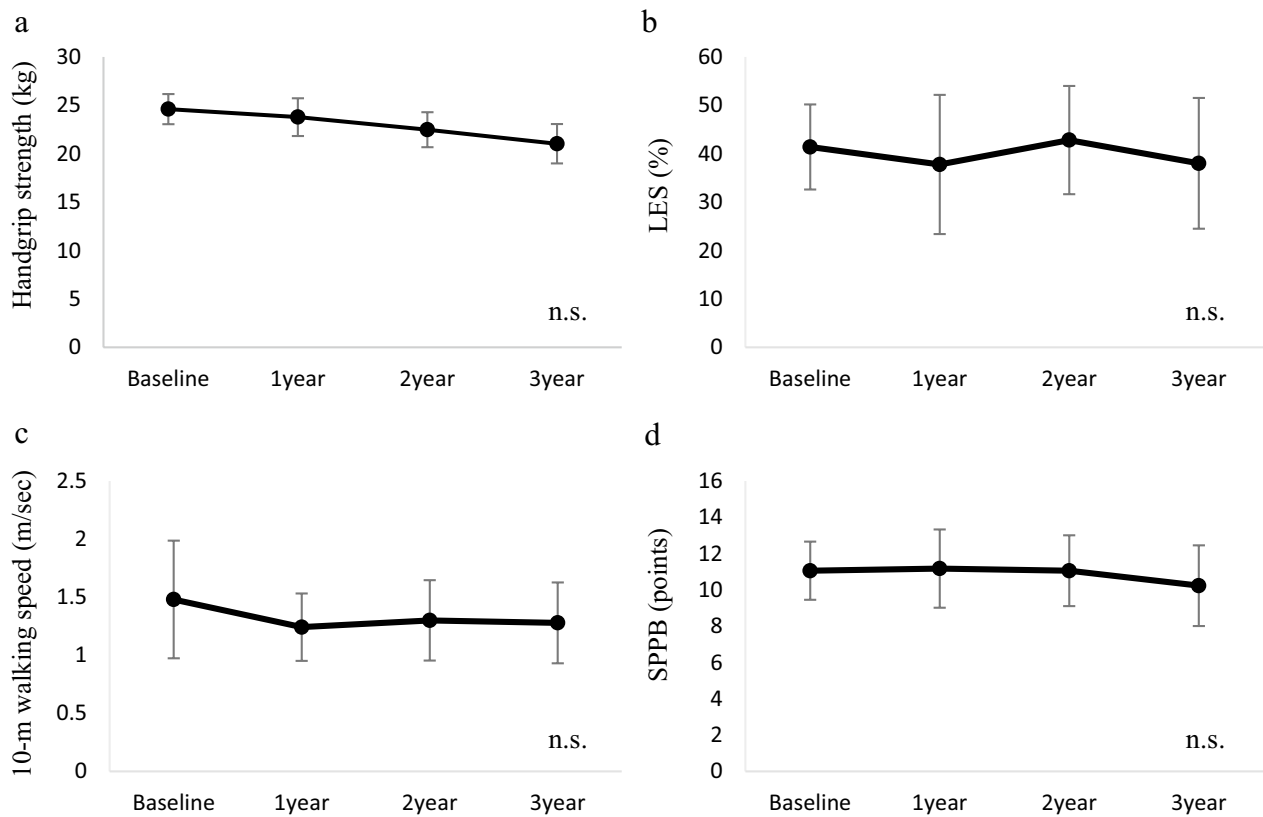 a
Handgrip strength (kg)
30
25
20
15
10
5
0
n.s.
Baseline 1year 2year 3year
b
LES (%)
60
50
40
30
20
10
0
n.s.
Baseline 1year 2year 3year
c
10-m walking speed (m/sec)
2.5
2
1.5
1
0.5
0
n.s.
Baseline 1year 2year 3year
d
SPPB (points)
16
14
12
10
8
6
4
2
0
n.s.
Baseline 1year 2year 3year